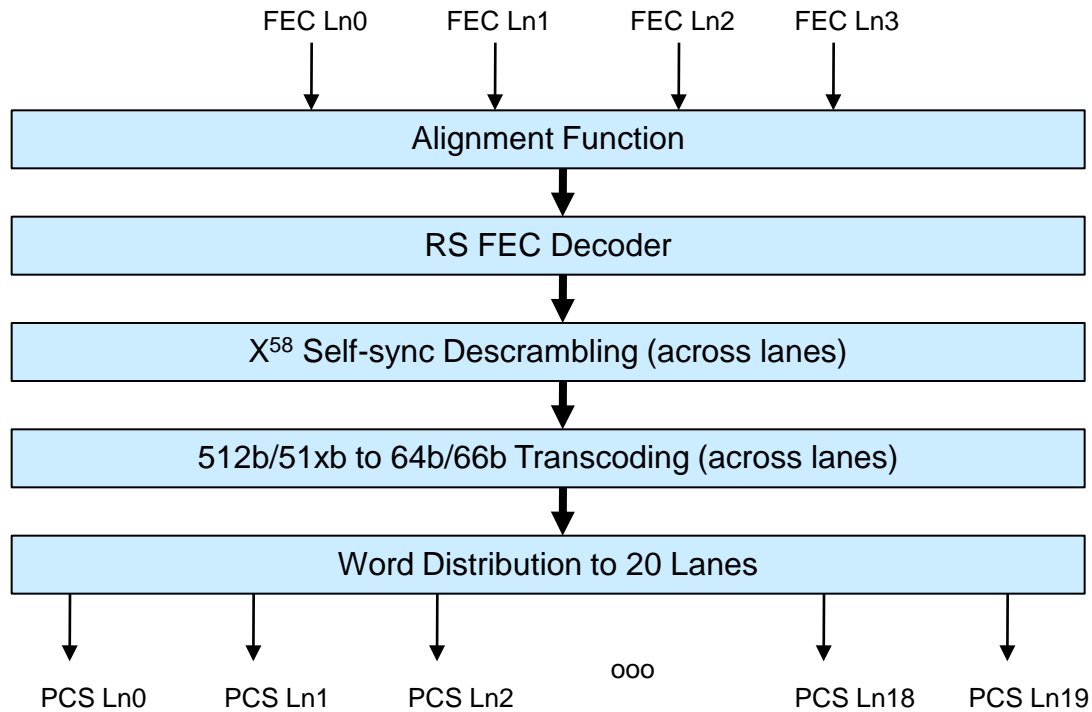 FEC Ln0 FEC Ln1 FEC Ln2 FEC Ln3
Alignment Function
RS FEC Decoder
X⁵⁸ Self-sync Descrambling (across lanes)
512b/51xb to 64b/66b Transcoding (across lanes)
Word Distribution to 20 Lanes
ooo
PCS Ln0 PCS Ln1 PCS Ln2 PCS Ln18 PCS Ln19